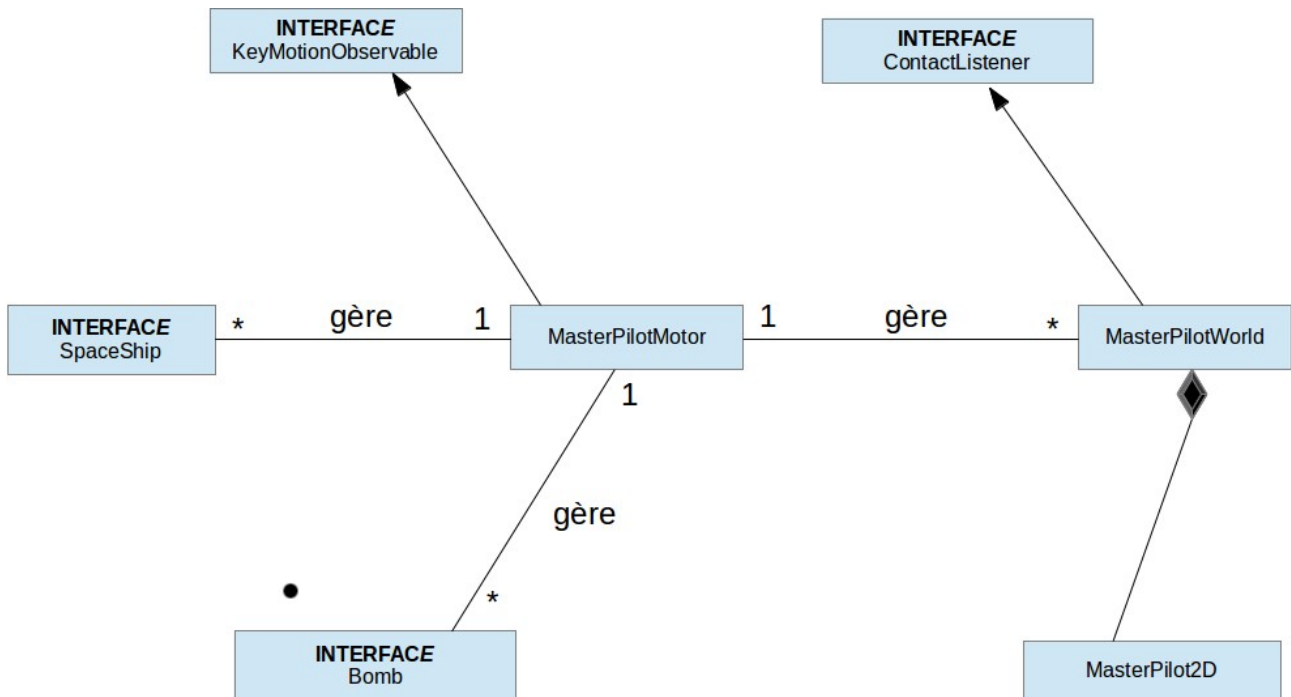 INTERFACE
KeyMotionObservable
INTERFACE
ContactListener
INTERFACE
SpaceShip
* gère 1
MasterPilotMotor
1 gère *
MasterPilotWorld
1
gère
*
INTERFACE
Bomb
MasterPilot2D